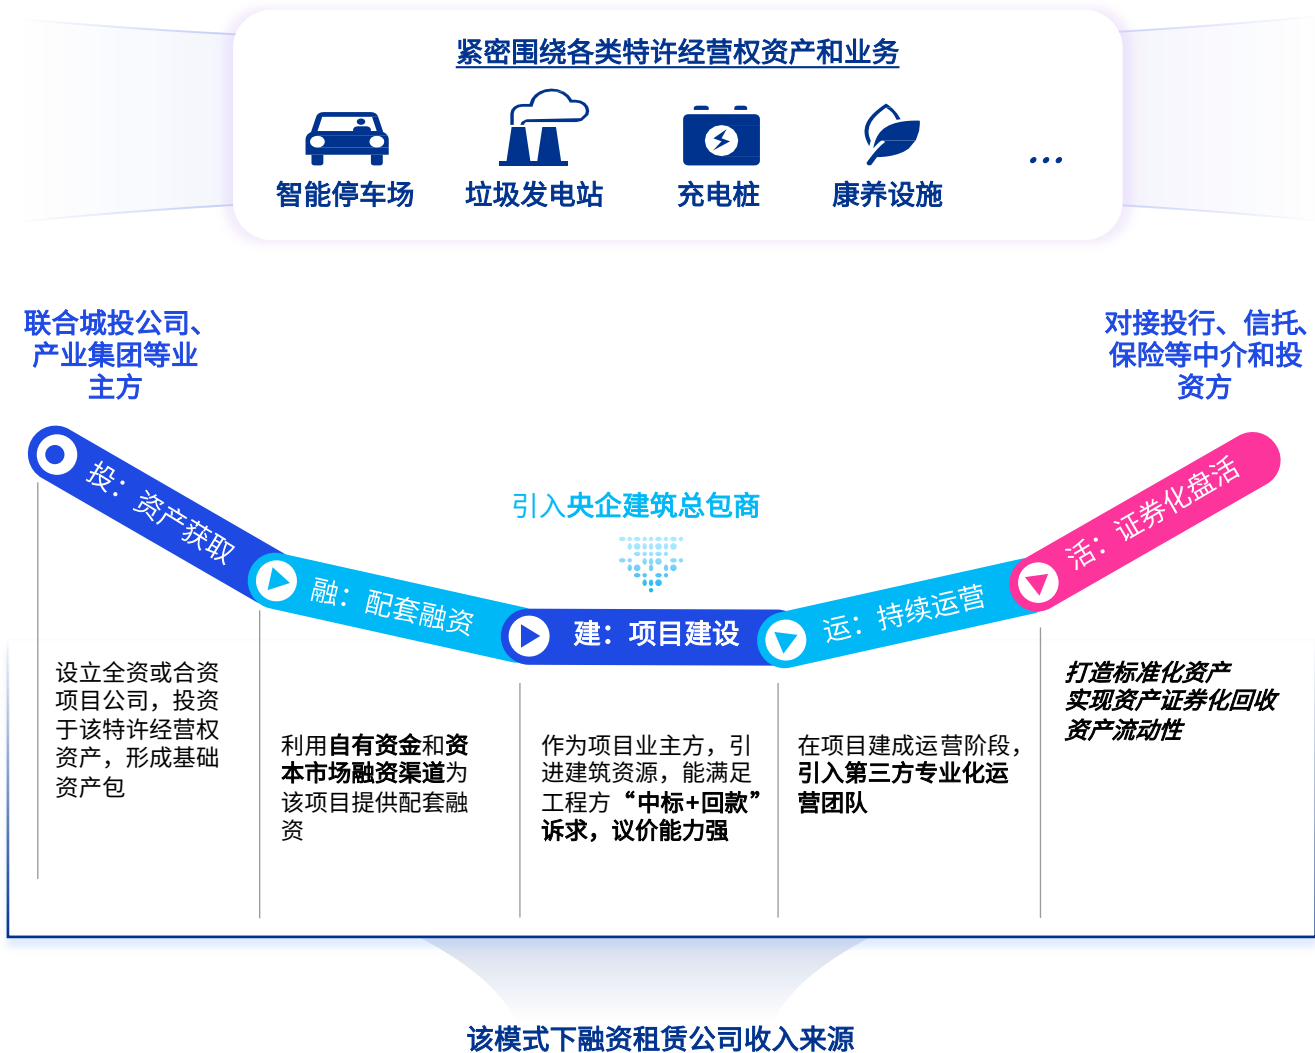 紧密围绕各类特许经营权资产和业务
智能停车场
垃圾发电站
充电桩
康养设施
...
联合城投公司、
产业集团等业
主方
对接投行、信托、
保险等中介和投
资方
投：资产获取
融：配套融资
引入央企建筑总包商
建：项目建设
运：持续运营
活：证券化盘活
设立全资或合资
项目公司，投资
于该特许经营权
资产，形成基础
资产包
利用自有资金和资
本市场融资渠道为
该项目提供配套融
资
作为项目业主方，引
进建筑资源，能满足
工程方“中标+回款”
诉求，议价能力强
在项目建成运营阶段，
引入第三方专业化运
营团队
打造标准化资产
实现资产证券化回收
资产流动性
该模式下融资租赁公司收入来源